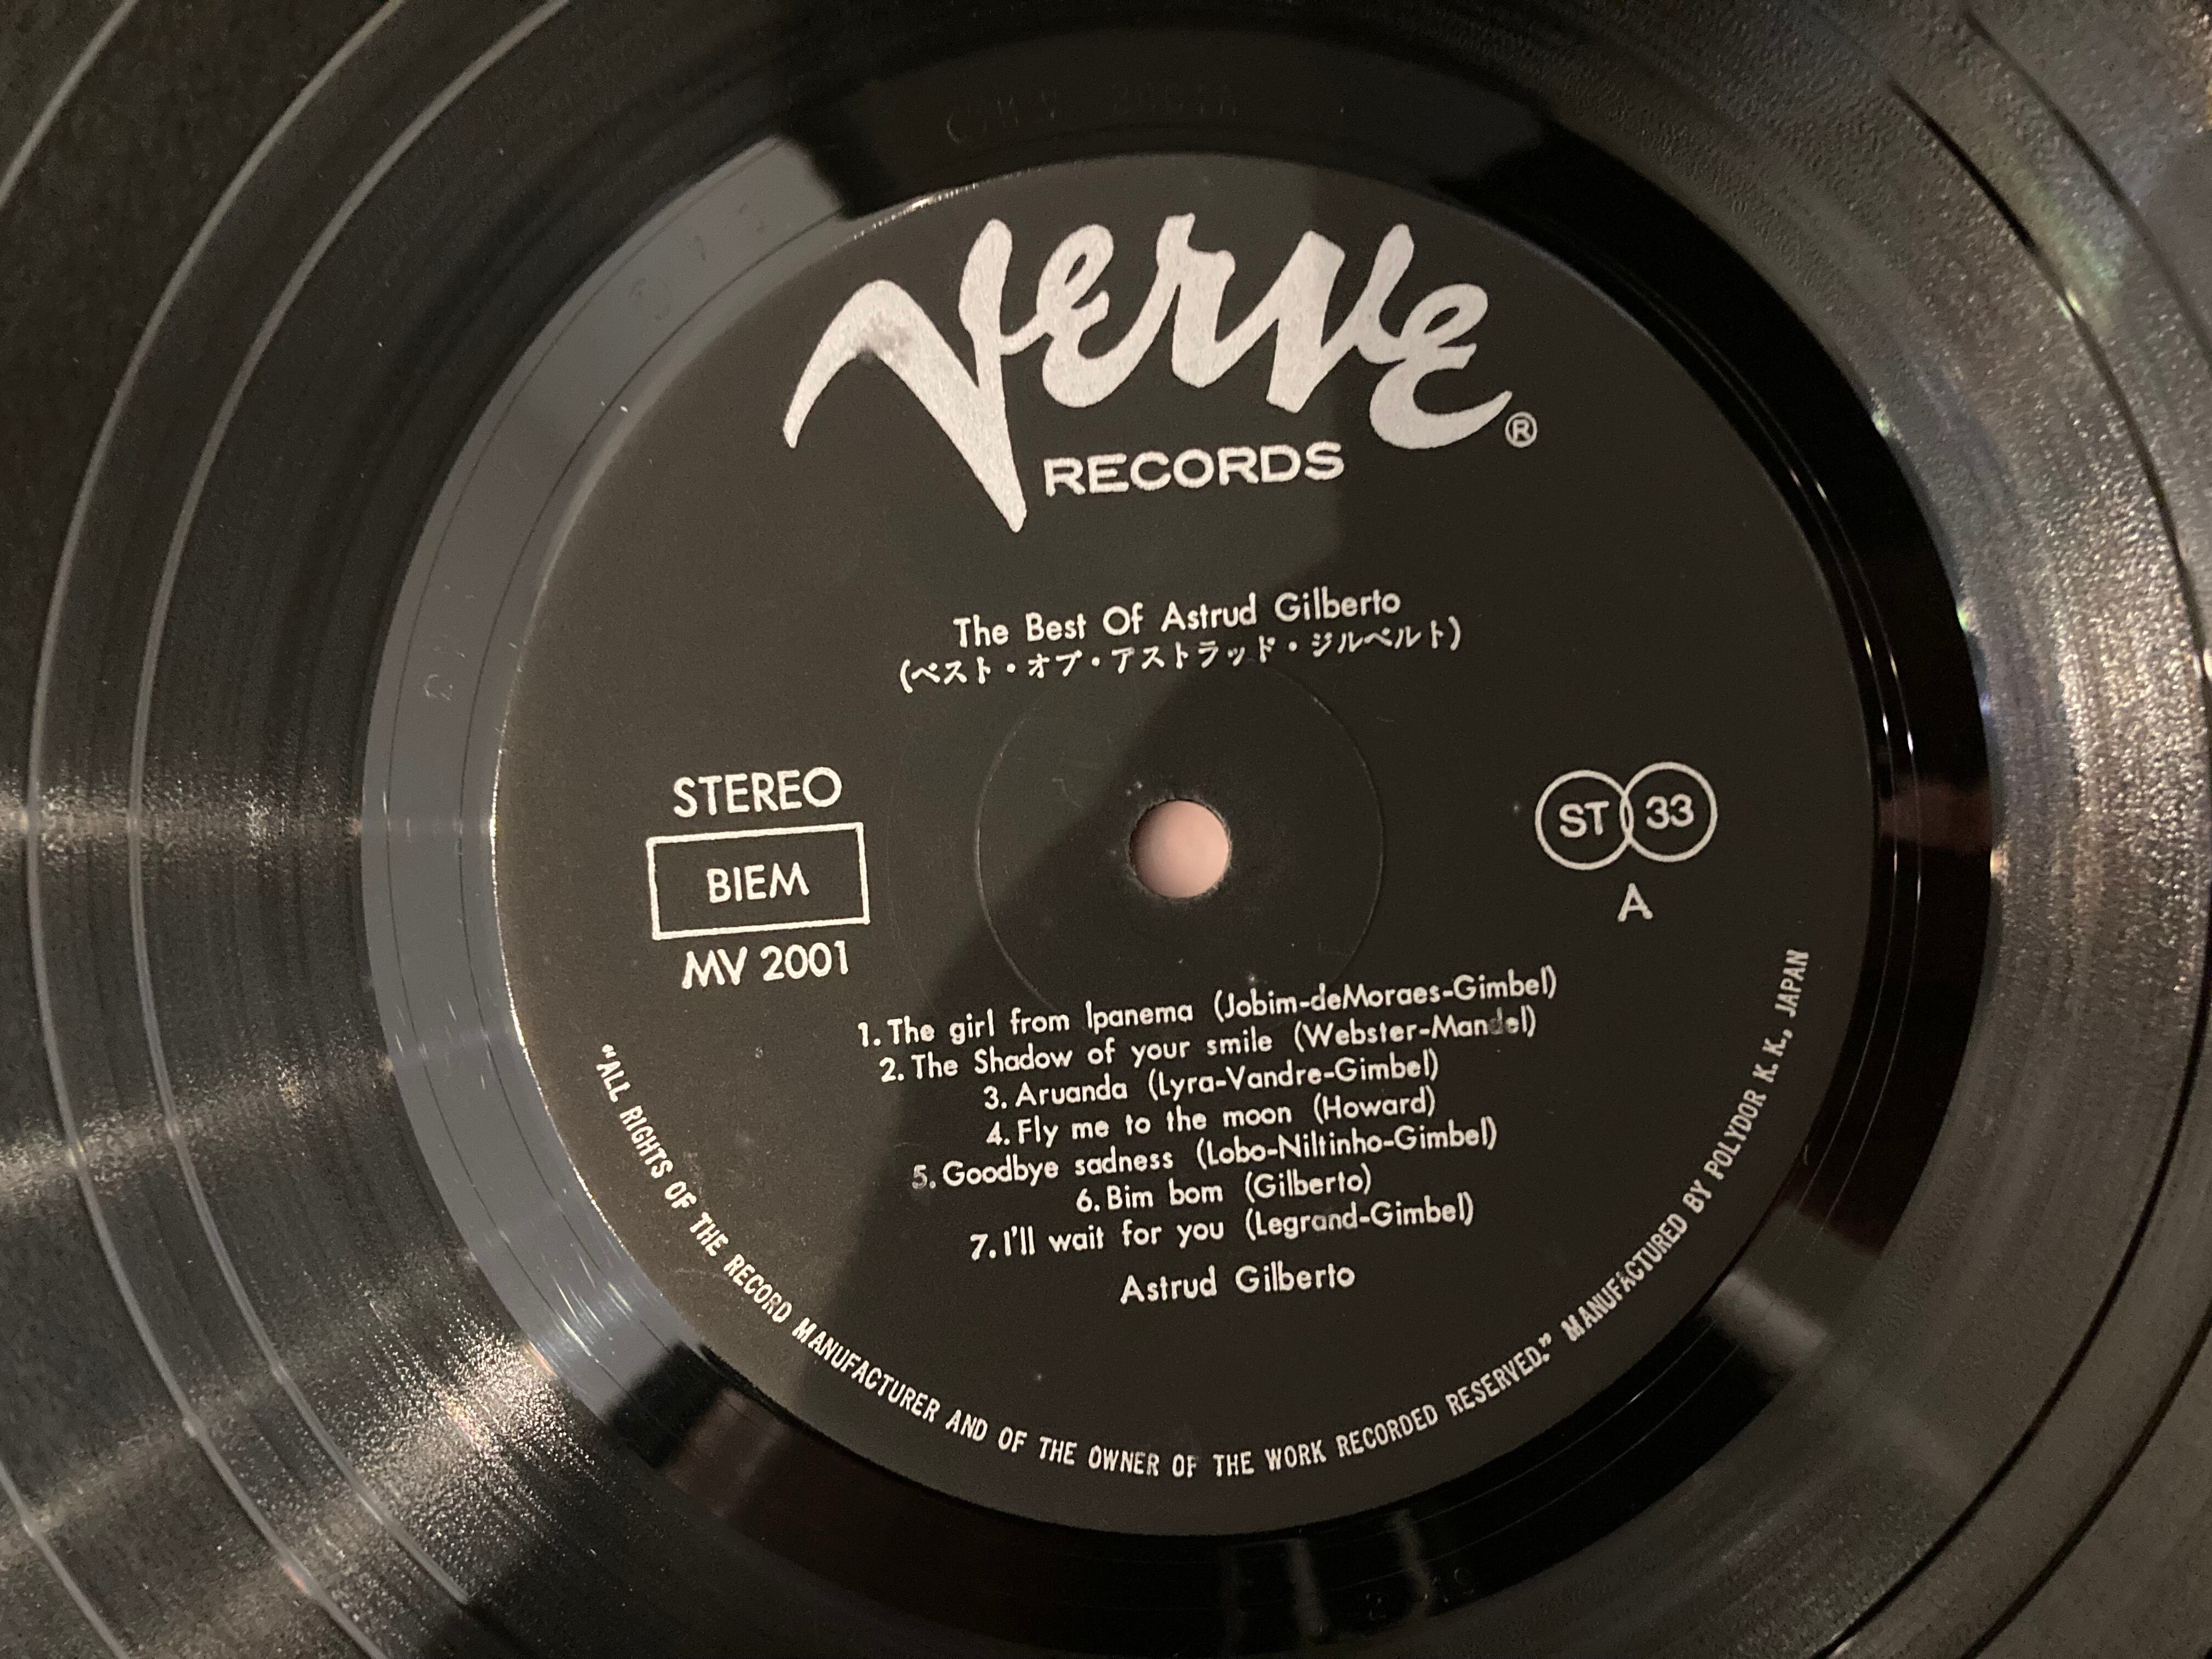 Verve ®
RECORDS
The Best Of Astrud Gilberto
(ベスト・オブ・アストラッド・ジルベルト)
STEREO
BIEM
MV 2001
ST 33
A
1. The girl from Ipanema (Jobim-deMoraes-Gimbel)
2. The Shadow of your smile (Webster-Mandel)
3. Aruanda (Lyra-Vandre-Gimbel)
4. Fly me to the moon (Howard)
5. Goodbye sadness (Lobo-Niltinho-Gimbel)
6. Bim bom (Gilberto)
7. I'll wait for you (Legrand-Gimbel)
Astrud Gilberto
"ALL RIGHTS OF THE RECORD MANUFACTURER AND OF THE OWNER OF THE WORK RECORDED RESERVED." MANUFACTURED BY POLYDOR K. K., JAPAN